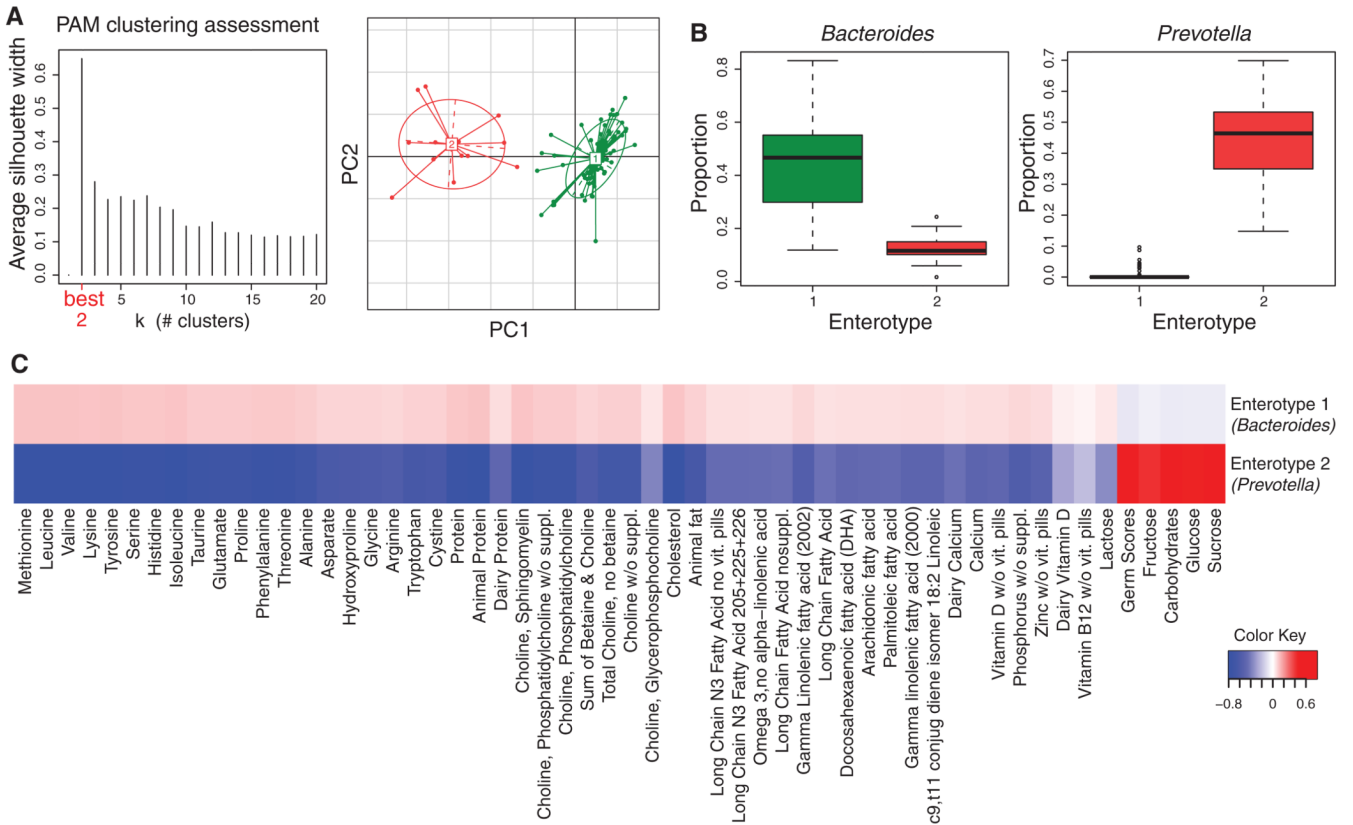 A
PAM clustering assessment
Average silhouette width
0.0
0.1
0.2
0.3
0.4
0.5
0.6
best
2
5
10
15
20
k (# clusters)
PC2
2
1
PC1
B
Bacteroides
Proportion
0.0
0.2
0.4
0.6
0.8
1
2
Enterotype
Prevotella
Proportion
0.0
0.1
0.2
0.3
0.4
0.5
0.6
0.7
1
2
Enterotype
C
Enterotype 1
(Bacteroides)
Enterotype 2
(Prevotella)
Methionine
Leucine
Valine
Lysine
Tyrosine
Serine
Histidine
Isoleucine
Taurine
Glutamate
Proline
Phenylalanine
Threonine
Alanine
Asparate
Hydroxyproline
Glycine
Arginine
Tryptophan
Cystine
Protein
Animal Protein
Dairy Protein
Choline, Sphingomyelin
Choline, Phosphatidylcholine w/o suppl.
Choline, Phosphatidylcholine
Sum of Betaine & Choline
Total Choline, no betaine
Choline w/o suppl.
Choline, Glycerophosphocholine
Cholesterol
Animal fat
Long Chain N3 Fatty Acid no vit. pills
Long Chain N3 Fatty Acid 205+225+226
Omega 3,no alpha−linolenic acid
Long Chain Fatty Acid nosuppl.
Gamma Linolenic fatty acid (2002)
Long Chain Fatty Acid
Docosahexaenoic fatty acid (DHA)
Arachidonic fatty acid
Palmitoleic fatty acid
Gamma linolenic fatty acid (2000)
c9,t11 conjug diene isomer 18:2 Linoleic
Dairy Calcium
Calcium
Vitamin D w/o vit. pills
Phosphorus w/o suppl.
Zinc w/o vit. pills
Dairy Vitamin D
Vitamin B12 w/o vit. pills
Lactose
Germ Scores
Fructose
Carbohydrates
Glucose
Sucrose
Color Key
−0.8
0
0.6